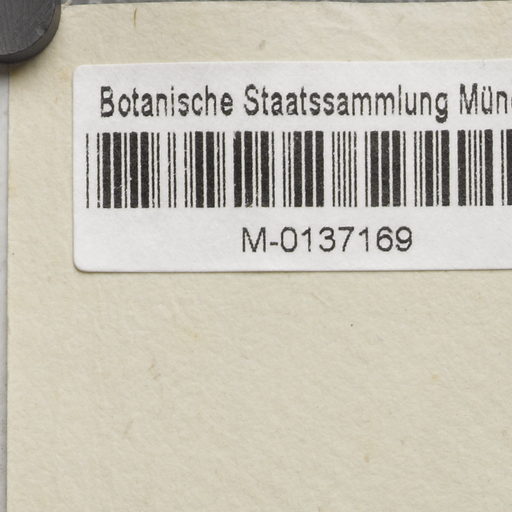 Botanische Staatssammlung Mün
M-0137169